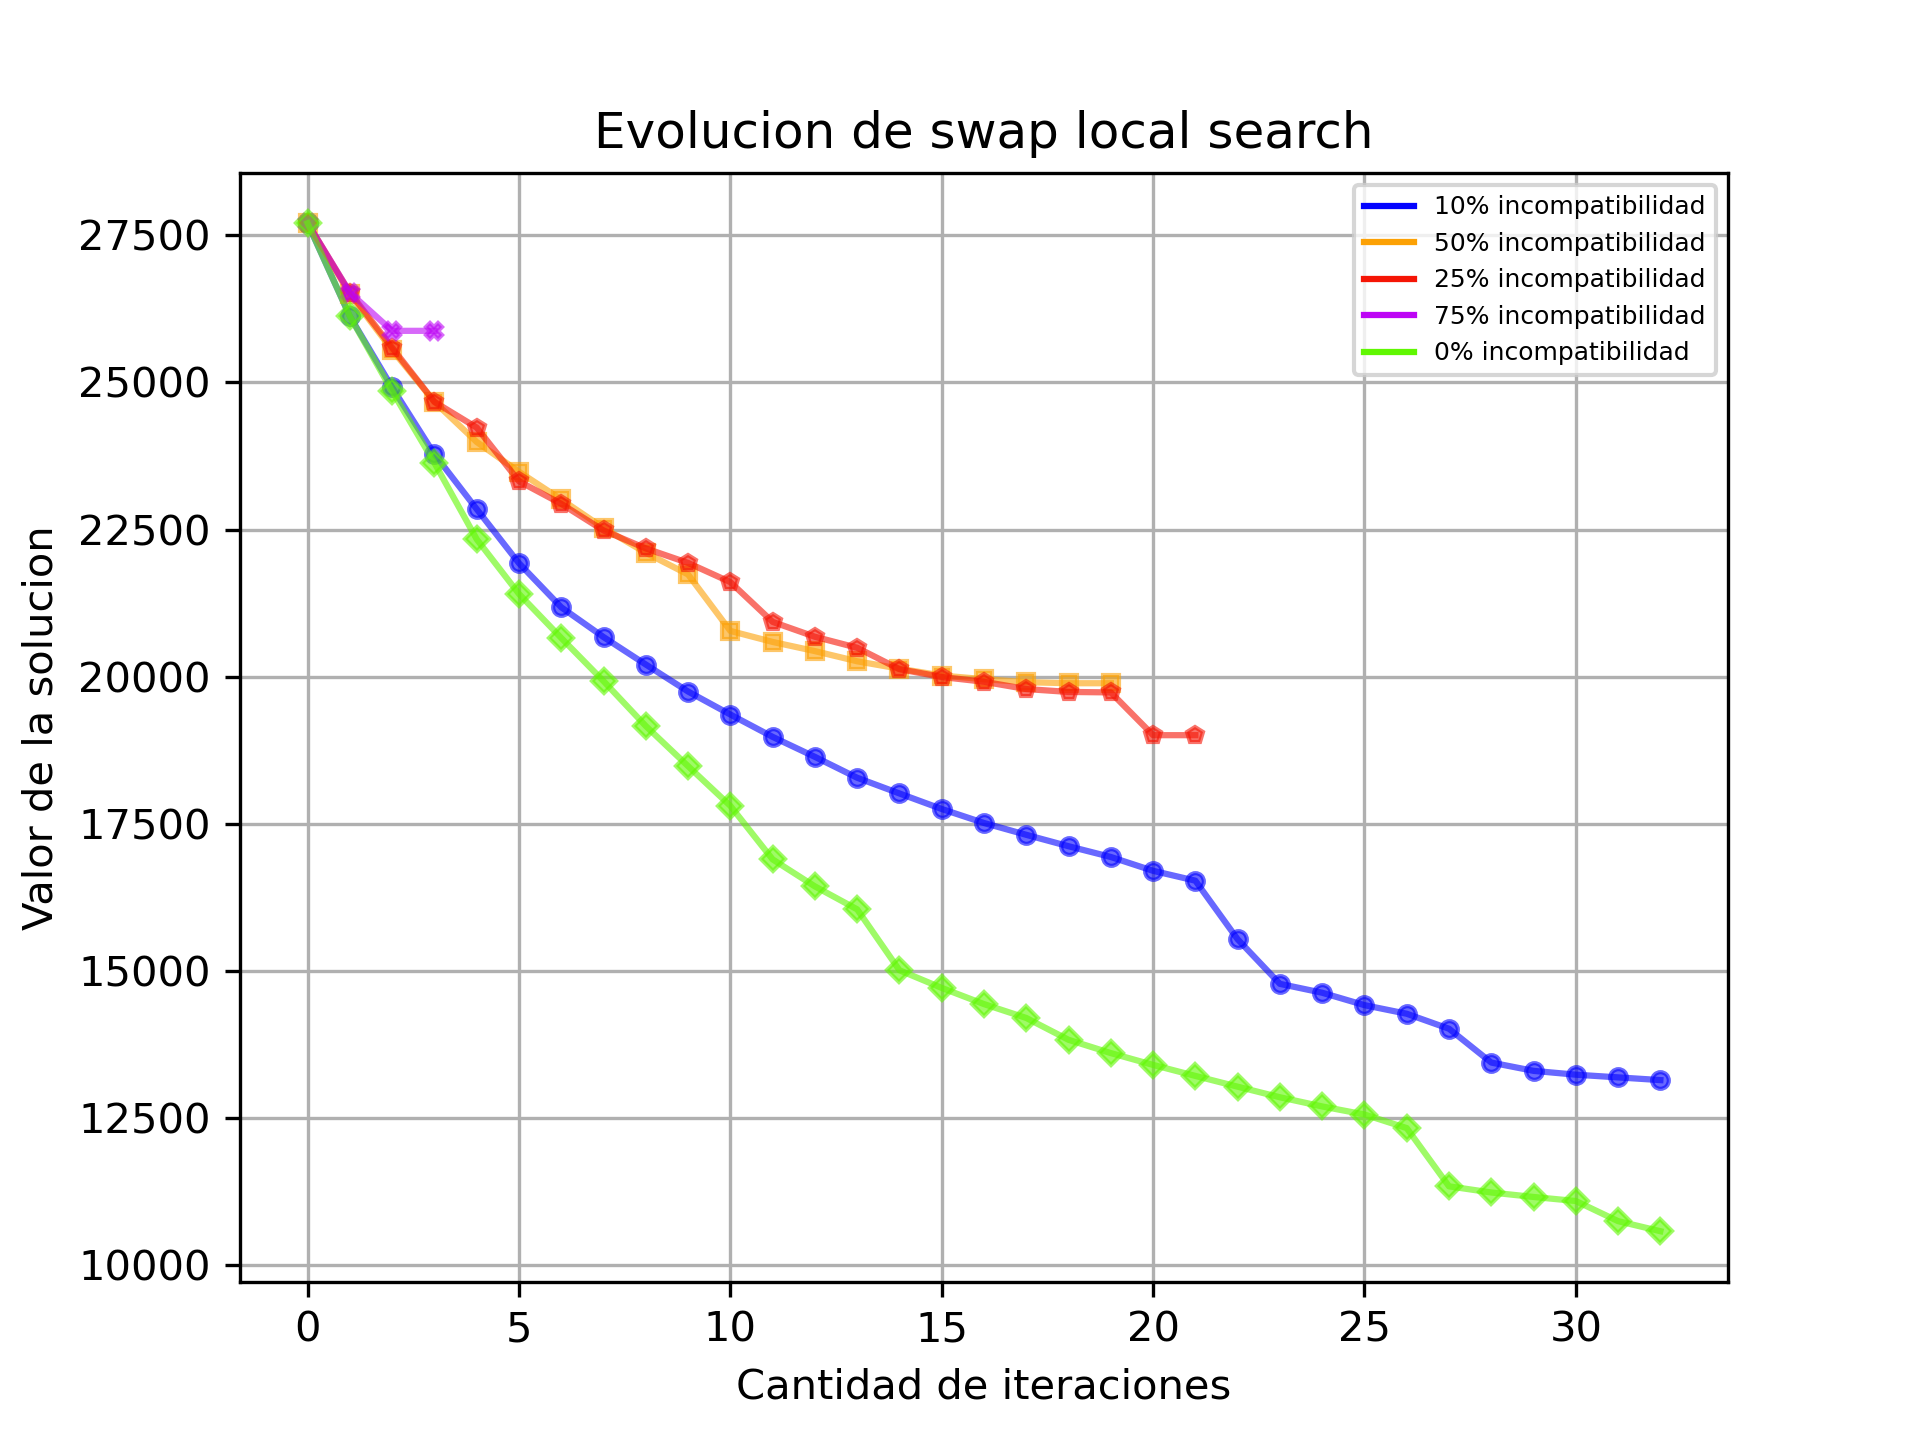 Evolucion de swap local search
27500
25000
22500
20000
17500
15000
12500
10000
Valor de la solucion
10% incompatibilidad
50% incompatibilidad
25% incompatibilidad
75% incompatibilidad
0% incompatibilidad
0 5 10 15 20 25 30
Cantidad de iteraciones